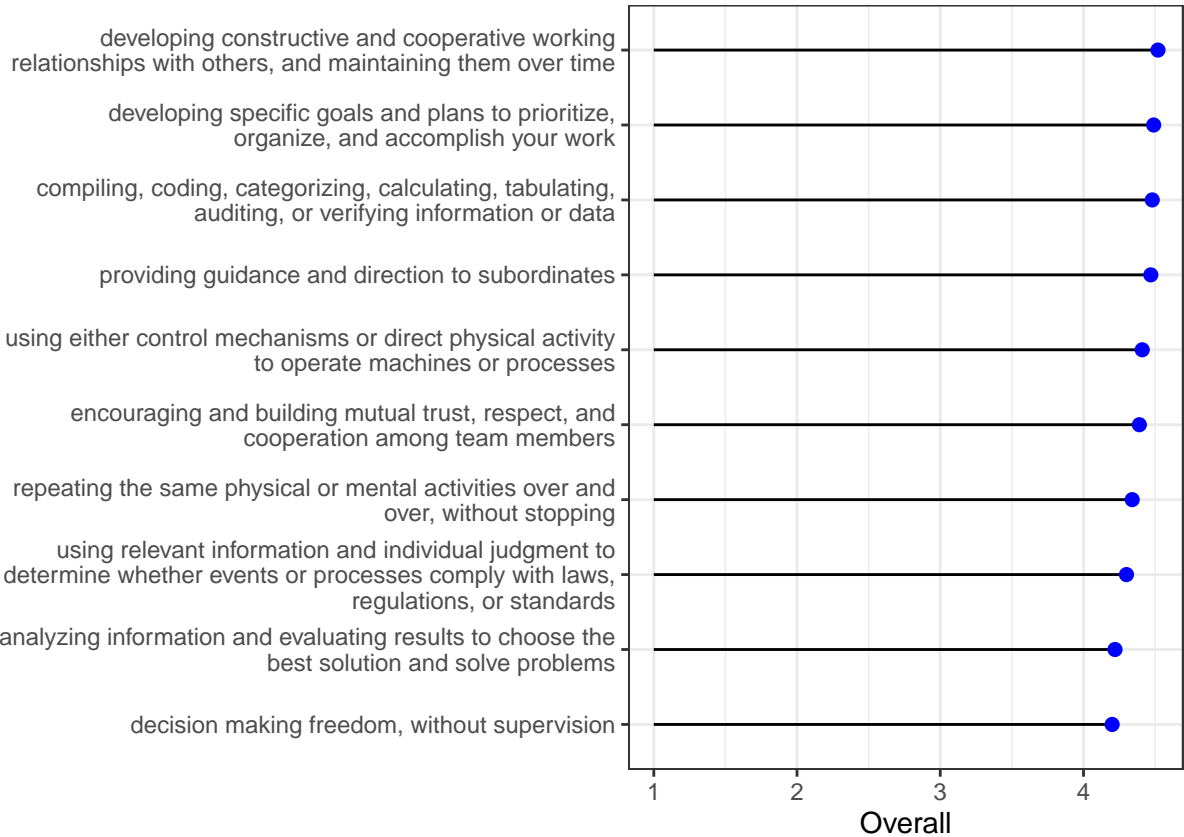 developing constructive and cooperative working
relationships with others, and maintaining them over time
developing specific goals and plans to prioritize,
organize, and accomplish your work
compiling, coding, categorizing, calculating, tabulating,
auditing, or verifying information or data
providing guidance and direction to subordinates
using either control mechanisms or direct physical activity
to operate machines or processes
encouraging and building mutual trust, respect, and
cooperation among team members
repeating the same physical or mental activities over and
over, without stopping
using relevant information and individual judgment to
determine whether events or processes comply with laws,
regulations, or standards
analyzing information and evaluating results to choose the
best solution and solve problems
decision making freedom, without supervision
1 2 3 4
Overall